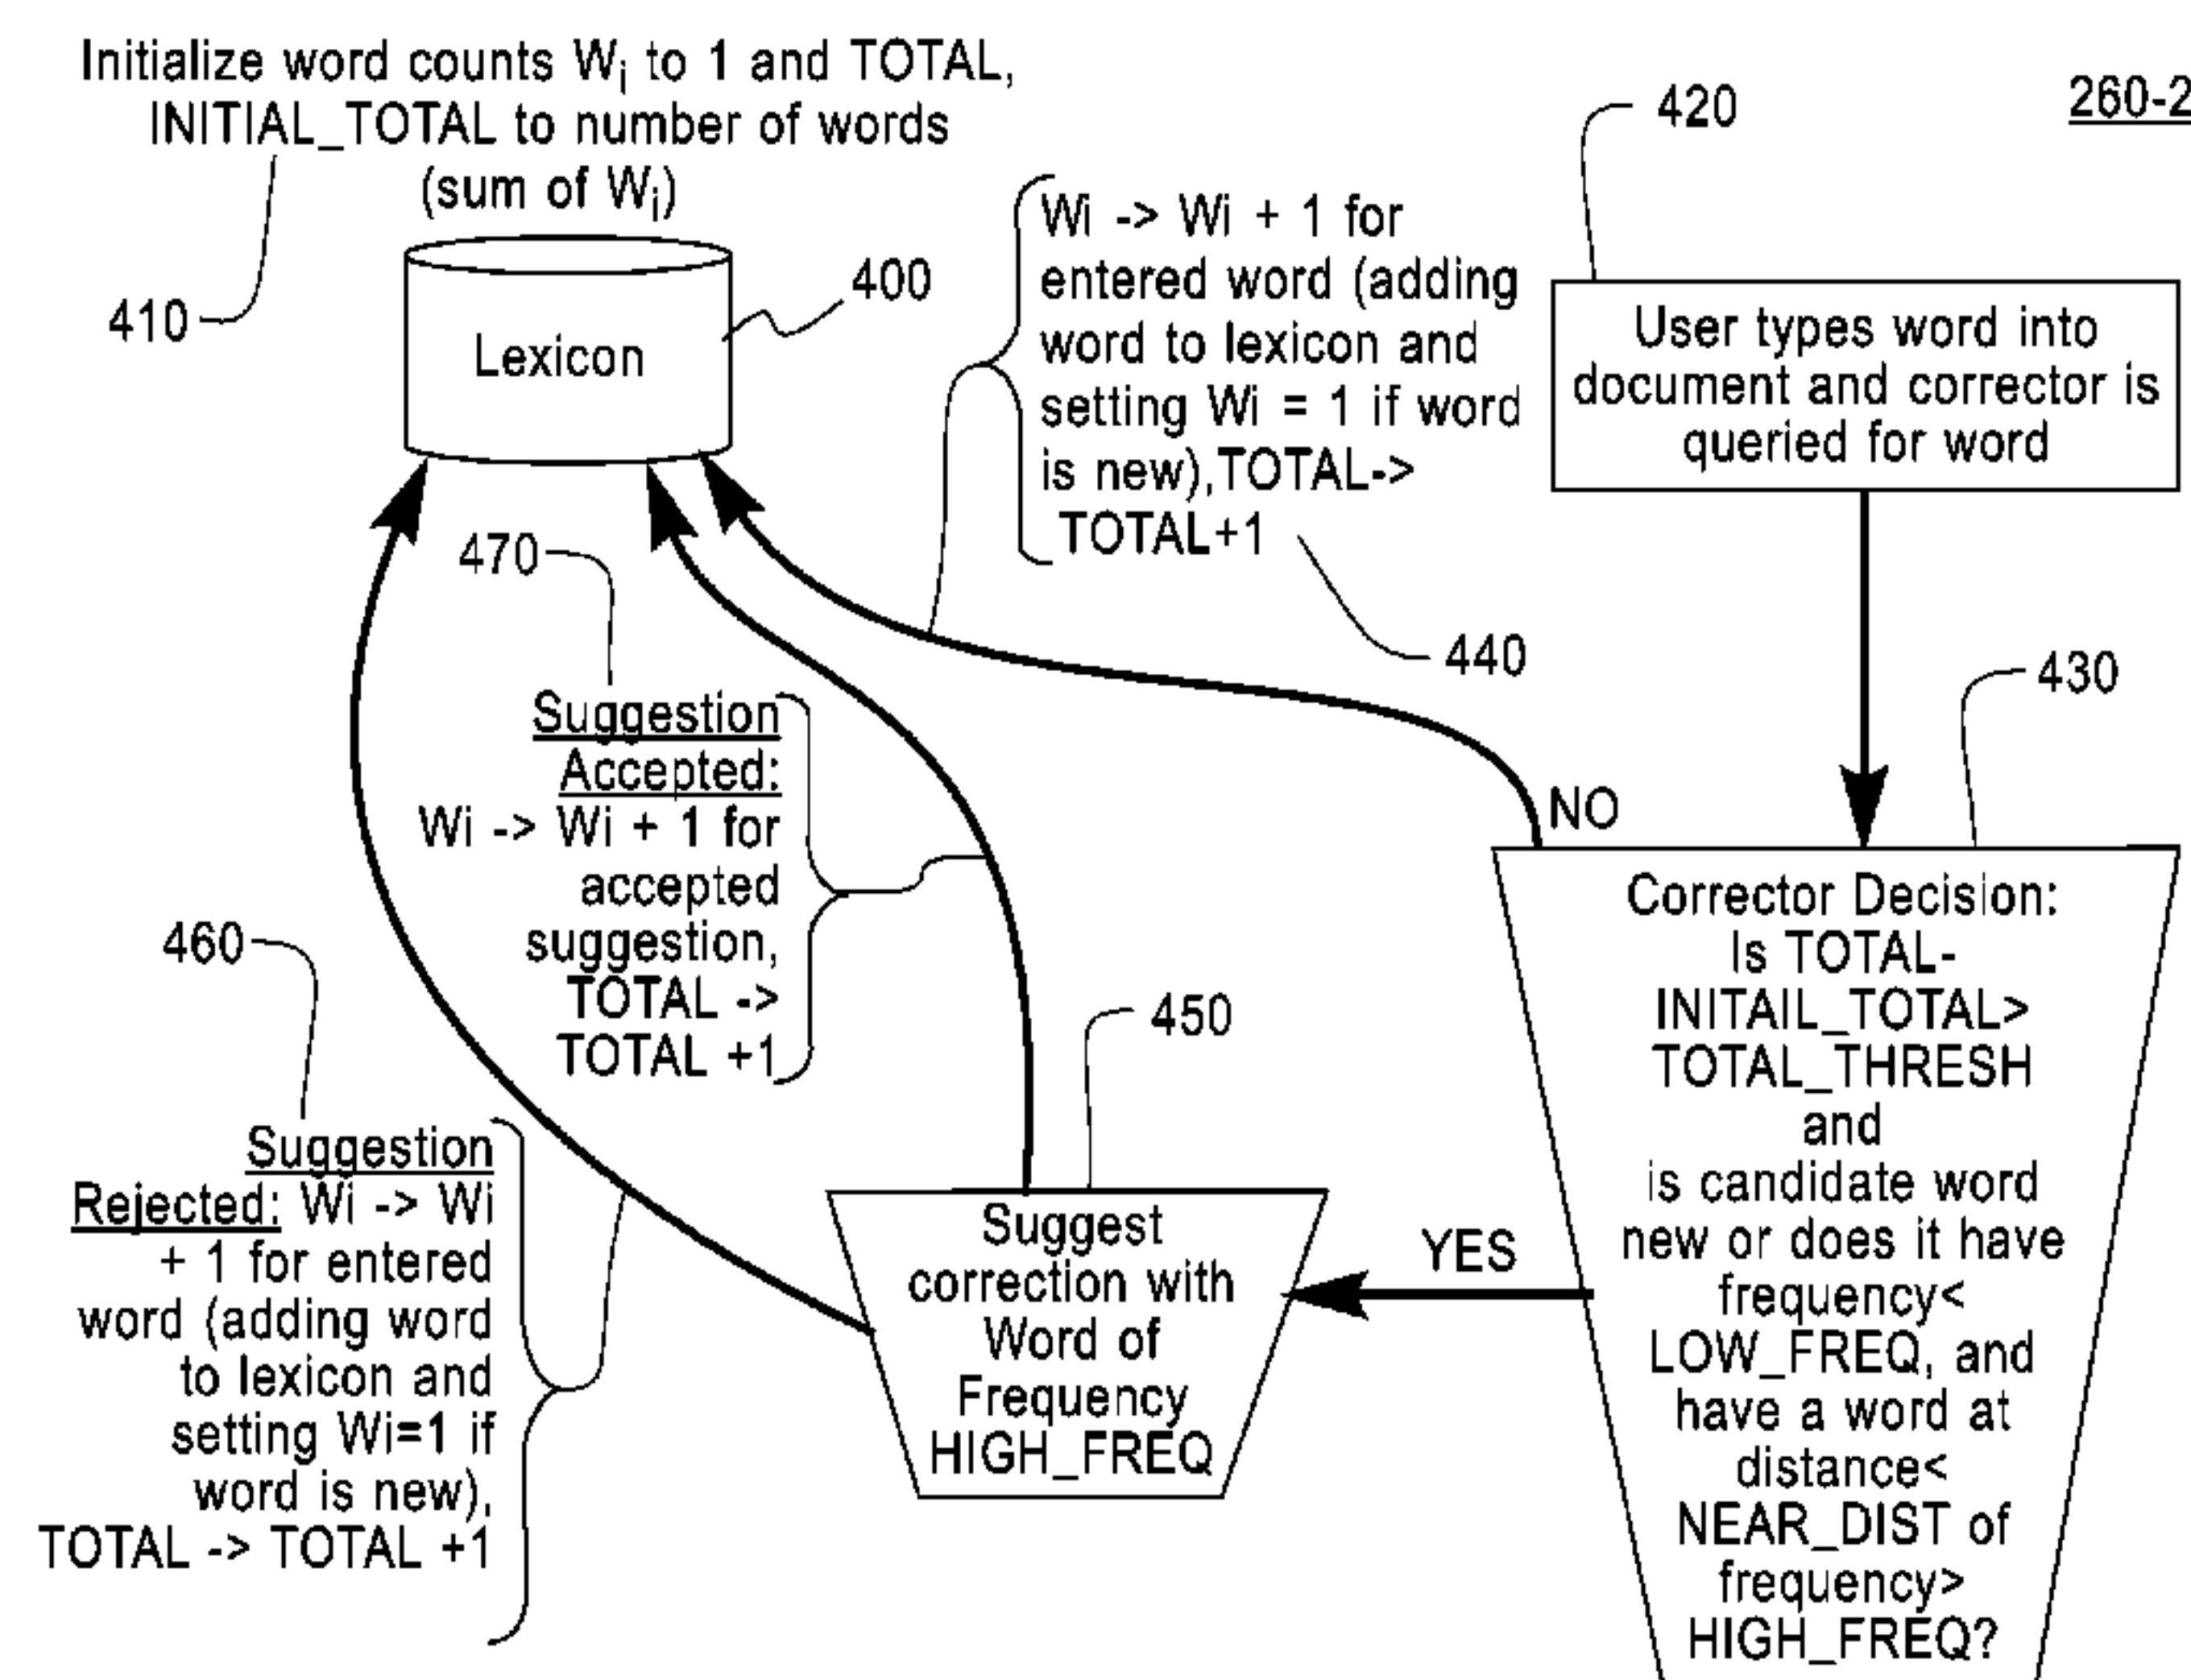 Initialize word counts Wi to 1 and TOTAL,
INITIAL_TOTAL to number of words
(sum of Wi)
410
Lexicon
400
Wi -> Wi + 1 for
entered word (adding
word to lexicon and
setting Wi = 1 if word
is new),TOTAL->
TOTAL+1
440
420
260-2
User types word into
document and corrector is
queried for word
430
NO
Corrector Decision:
Is TOTAL-
INITAIL_TOTAL>
TOTAL_THRESH
and
is candidate word
new or does it have
frequency<
LOW_FREQ, and
have a word at
distance<
NEAR_DIST of
frequency>
HIGH_FREQ?
YES
450
Suggest
correction with
Word of
Frequency
HIGH_FREQ
470
Suggestion
Accepted:
Wi -> Wi + 1 for
accepted
suggestion,
TOTAL ->
TOTAL +1
460
Suggestion
Rejected: Wi -> Wi
+ 1 for entered
word (adding word
to lexicon and
setting Wi=1 if
word is new),
TOTAL -> TOTAL +1